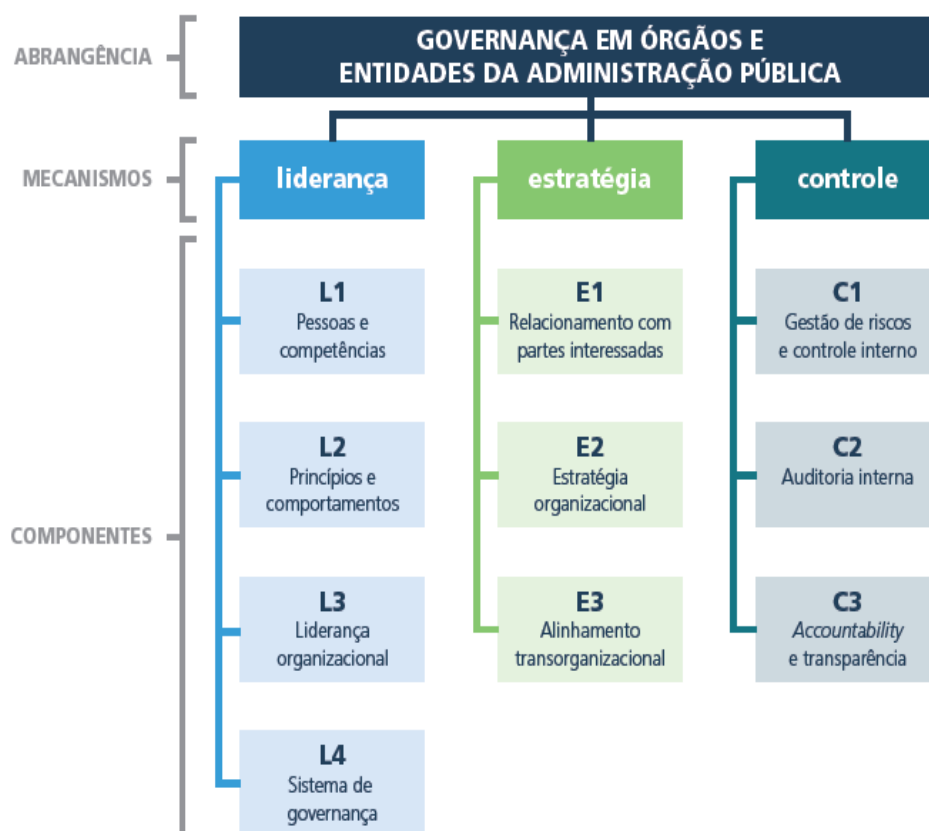 ABRANGÊNCIA
GOVERNANÇA EM ÓRGÃOS E
ENTIDADES DA ADMINISTRAÇÃO PÚBLICA
MECANISMOS
liderança
estratégia
controle
COMPONENTES
L1
Pessoas e
competências
L2
Princípios e
comportamentos
L3
Liderança
organizacional
L4
Sistema de
governança
E1
Relacionamento com
partes interessadas
E2
Estratégia
organizacional
E3
Alinhamento
transorganizacional
C1
Gestão de riscos
e controle interno
C2
Auditoria interna
C3
Accountability
e transparência